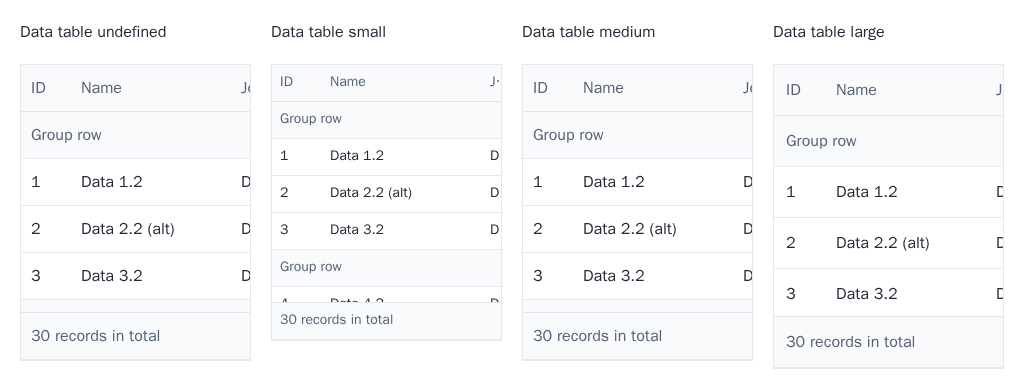 Data table undefined
ID Name
Group row
1 Data 1.2 D
2 Data 2.2 (alt) D
3 Data 3.2 D
30 records in total
Data table small
ID Name
Group row
1 Data 1.2 D
2 Data 2.2 (alt) D
3 Data 3.2 D
Group row
30 records in total
Data table medium
ID Name
Group row
1 Data 1.2 D
2 Data 2.2 (alt) D
3 Data 3.2 D
30 records in total
Data table large
ID Name
Group row
1 Data 1.2
2 Data 2.2 (alt)
3 Data 3.2
30 records in total